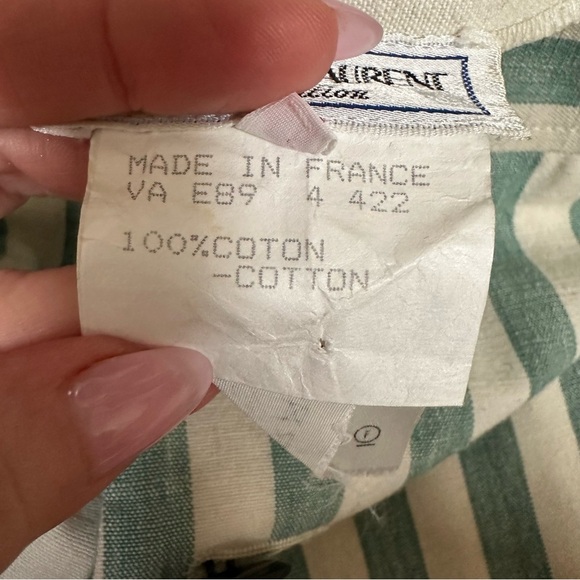 AURENT
MADE IN FRANCE
VA E89 4 422
100%COTON
-COTTON